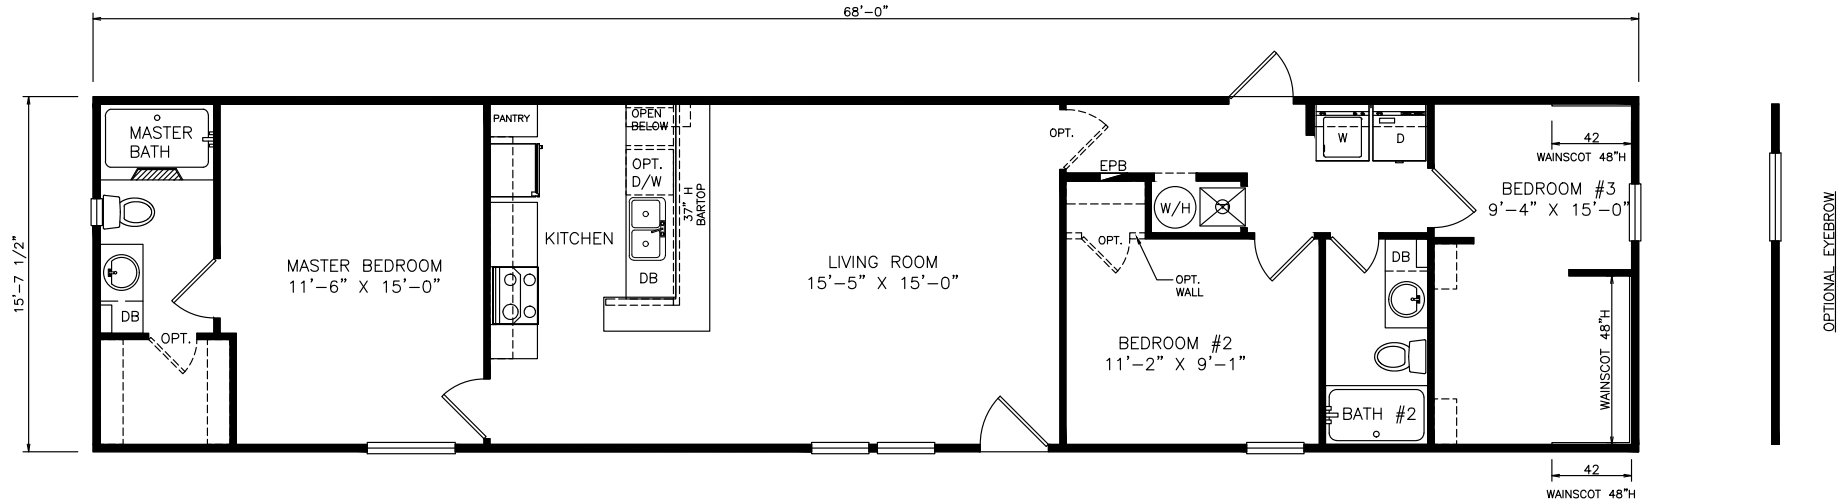 68'-0"
15'-7 1/2"
MASTER
BATH
DB
OPT.
MASTER BEDROOM
11'-6" X 15'-0"
PANTRY
KITCHEN
OPEN
BELOW
OPT.
D/W
DB
37" H
BARTOP
LIVING ROOM
15'-5" X 15'-0"
OPT.
EPB
W/H
OPT.
OPT.
WALL
BEDROOM #2
11'-2" X 9'-1"
W
D
DB
BATH #2
42
WAINSCOT 48"H
BEDROOM #3
9'-4" X 15'-0"
WAINSCOT 48"H
42
WAINSCOT 48"H
OPTIONAL EYEBROW